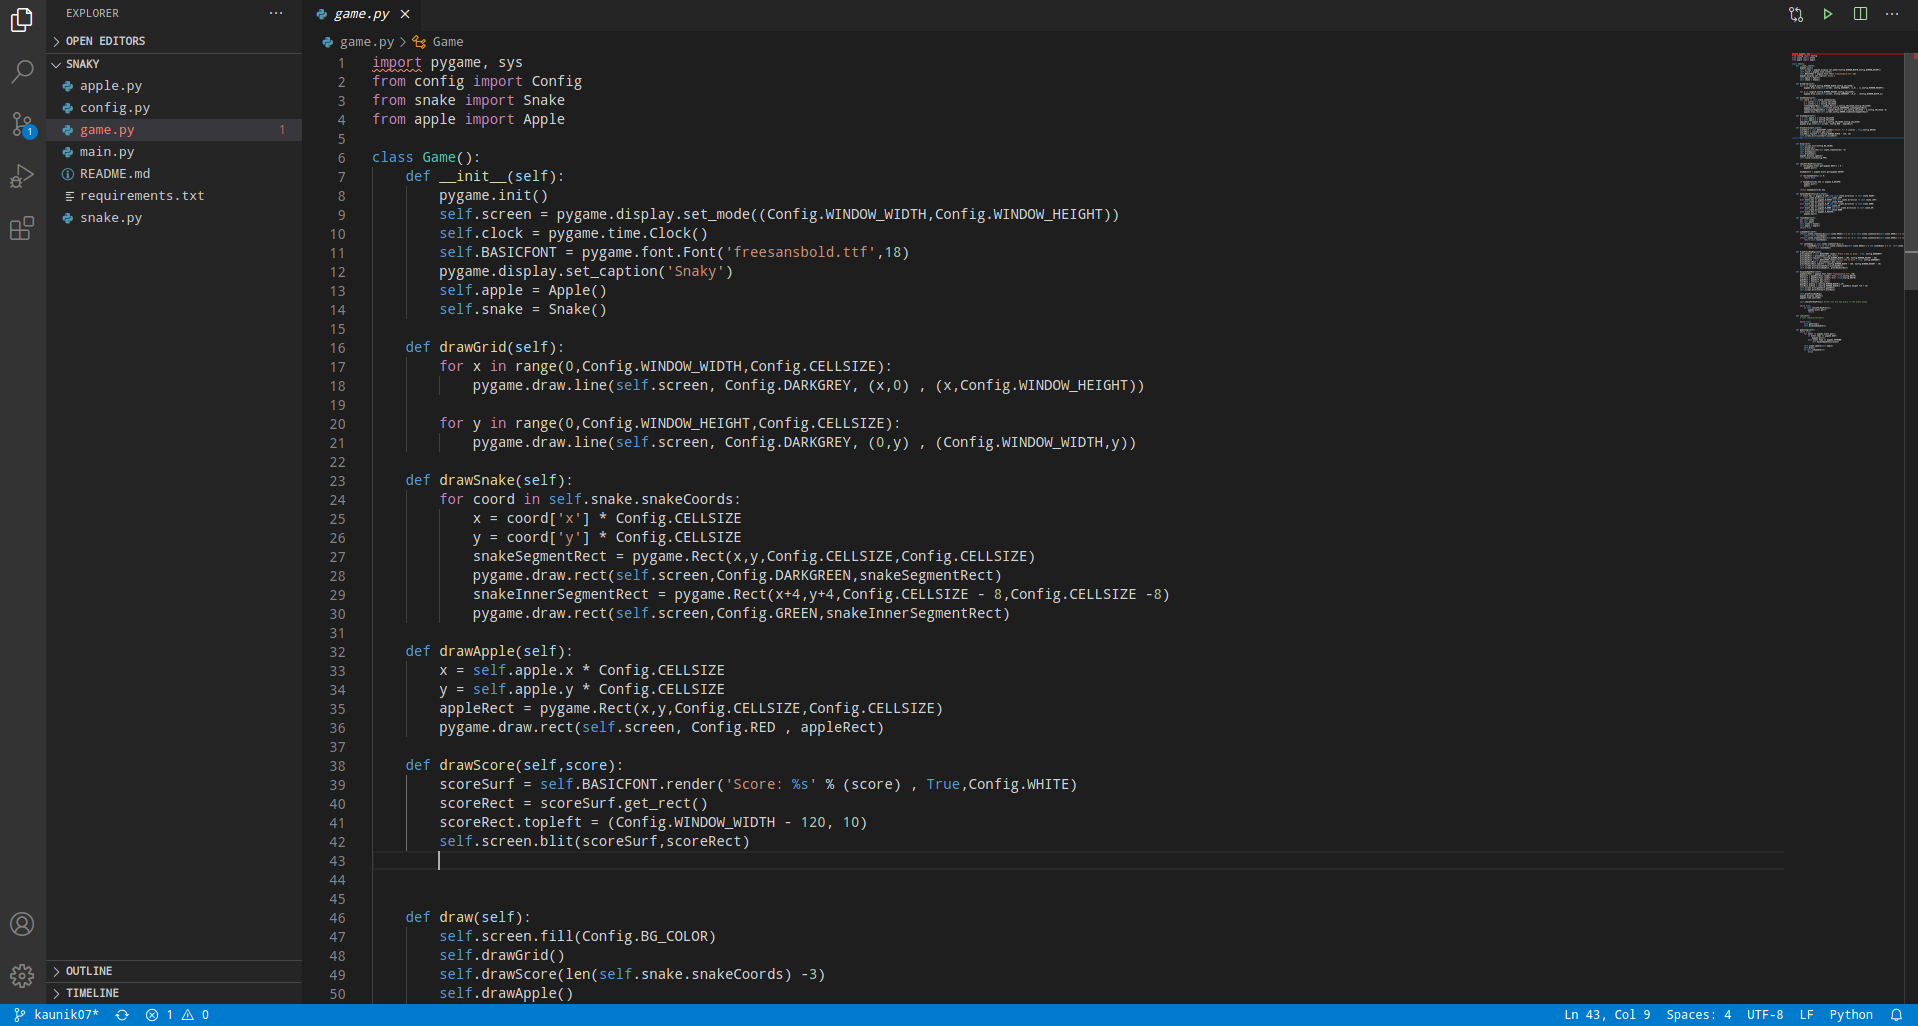 EXPLORER
OPEN EDITORS
SNAKY
apple.py
config.py
game.py 1
main.py
README.md
requirements.txt
snake.py
OUTLINE
TIMELINE
1
game.py
game.py > Game
1 import pygame, sys
2 from config import Config
3 from snake import Snake
4 from apple import Apple
5
6 class Game():
7 def __init__(self):
8 pygame.init()
9 self.screen = pygame.display.set_mode((Config.WINDOW_WIDTH,Config.WINDOW_HEIGHT))
10 self.clock = pygame.time.Clock()
11 self.BASICFONT = pygame.font.Font('freesansbold.ttf',18)
12 pygame.display.set_caption('Snaky')
13 self.apple = Apple()
14 self.snake = Snake()
15
16 def drawGrid(self):
17 for x in range(0,Config.WINDOW_WIDTH,Config.CELLSIZE):
18 pygame.draw.line(self.screen, Config.DARKGREY, (x,0) , (x,Config.WINDOW_HEIGHT))
19
20 for y in range(0,Config.WINDOW_HEIGHT,Config.CELLSIZE):
21 pygame.draw.line(self.screen, Config.DARKGREY, (0,y) , (Config.WINDOW_WIDTH,y))
22
23 def drawSnake(self):
24 for coord in self.snake.snakeCoords:
25 x = coord['x'] * Config.CELLSIZE
26 y = coord['y'] * Config.CELLSIZE
27 snakeSegmentRect = pygame.Rect(x,y,Config.CELLSIZE,Config.CELLSIZE)
28 pygame.draw.rect(self.screen,Config.DARKGREEN,snakeSegmentRect)
29 snakeInnerSegmentRect = pygame.Rect(x+4,y+4,Config.CELLSIZE - 8,Config.CELLSIZE -8)
30 pygame.draw.rect(self.screen,Config.GREEN,snakeInnerSegmentRect)
31
32 def drawApple(self):
33 x = self.apple.x * Config.CELLSIZE
34 y = self.apple.y * Config.CELLSIZE
35 appleRect = pygame.Rect(x,y,Config.CELLSIZE,Config.CELLSIZE)
36 pygame.draw.rect(self.screen, Config.RED , appleRect)
37
38 def drawScore(self,score):
39 scoreSurf = self.BASICFONT.render('Score: %s' % (score) , True,Config.WHITE)
40 scoreRect = scoreSurf.get_rect()
41 scoreRect.topleft = (Config.WINDOW_WIDTH - 120, 10)
42 self.screen.blit(scoreSurf,scoreRect)
43
44
45
46 def draw(self):
47 self.screen.fill(Config.BG_COLOR)
48 self.drawGrid()
49 self.drawScore(len(self.snake.snakeCoords) -3)
50 self.drawApple()
kaunik07* 1 0 Ln 43, Col 9 Spaces: 4 UTF-8 LF Python